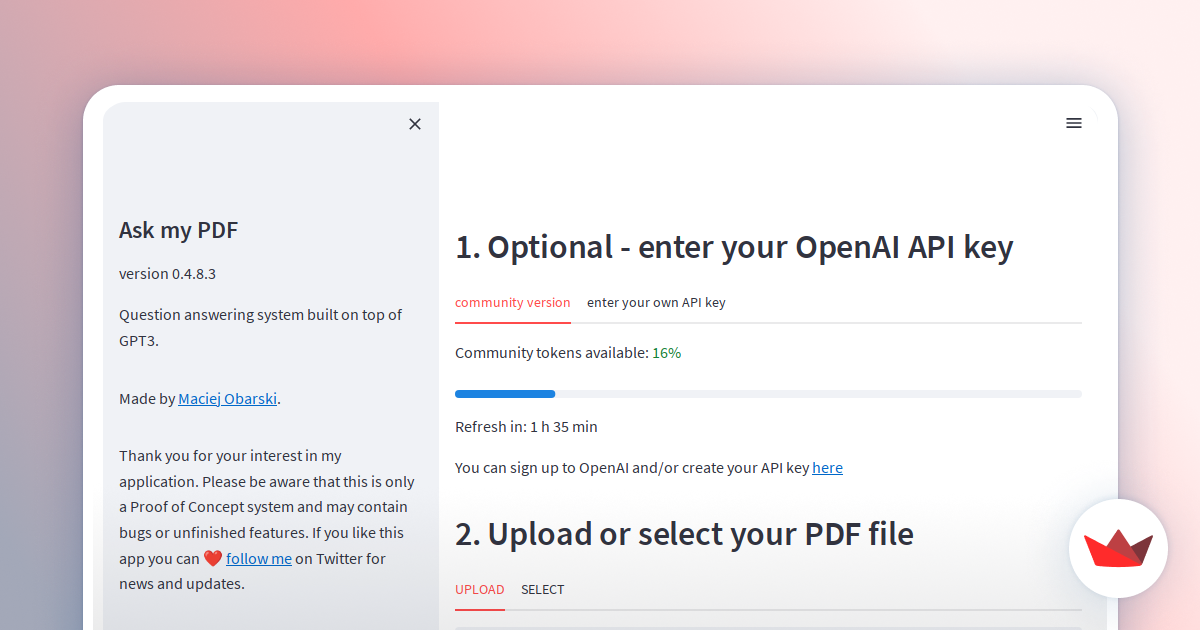 Ask my PDF
version 0.4.8.3
Question answering system built on top of
GPT3.
Made by Maciej Obarski.
Thank you for your interest in my
application. Please be aware that this is only
a Proof of Concept system and may contain
bugs or unfinished features. If you like this
app you can ❤️ follow me on Twitter for
news and updates.
1. Optional - enter your OpenAI API key
community version enter your own API key
Community tokens available: 16%
Refresh in: 1 h 35 min
You can sign up to OpenAI and/or create your API key here
2. Upload or select your PDF file
UPLOAD SELECT